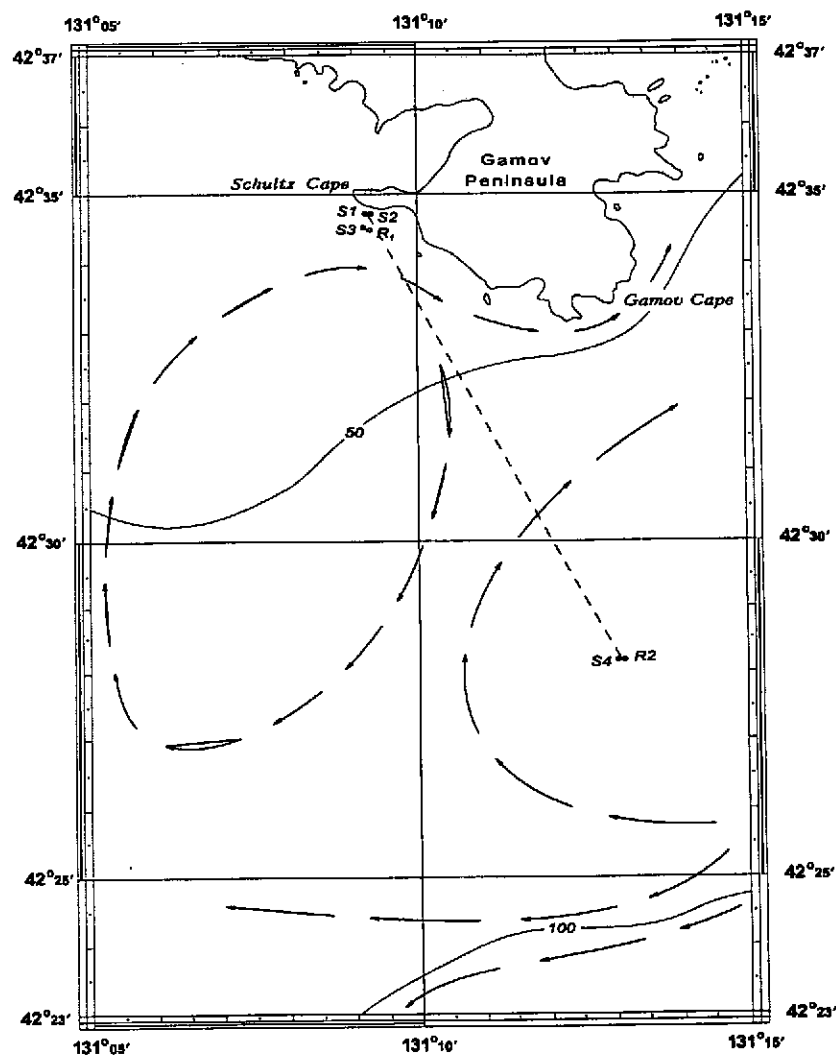 131°05' 131°10' 131°15'
42°37' 42°37'
Gamov
Peninsula
Schultz Cape
42°35' 42°35'
S1 S2
S3 R1
Gamov Cape
50
42°30' 42°30'
S4 R2
42°25' 42°25'
100
42°23' 42°23'
131°05' 131°10' 131°15'